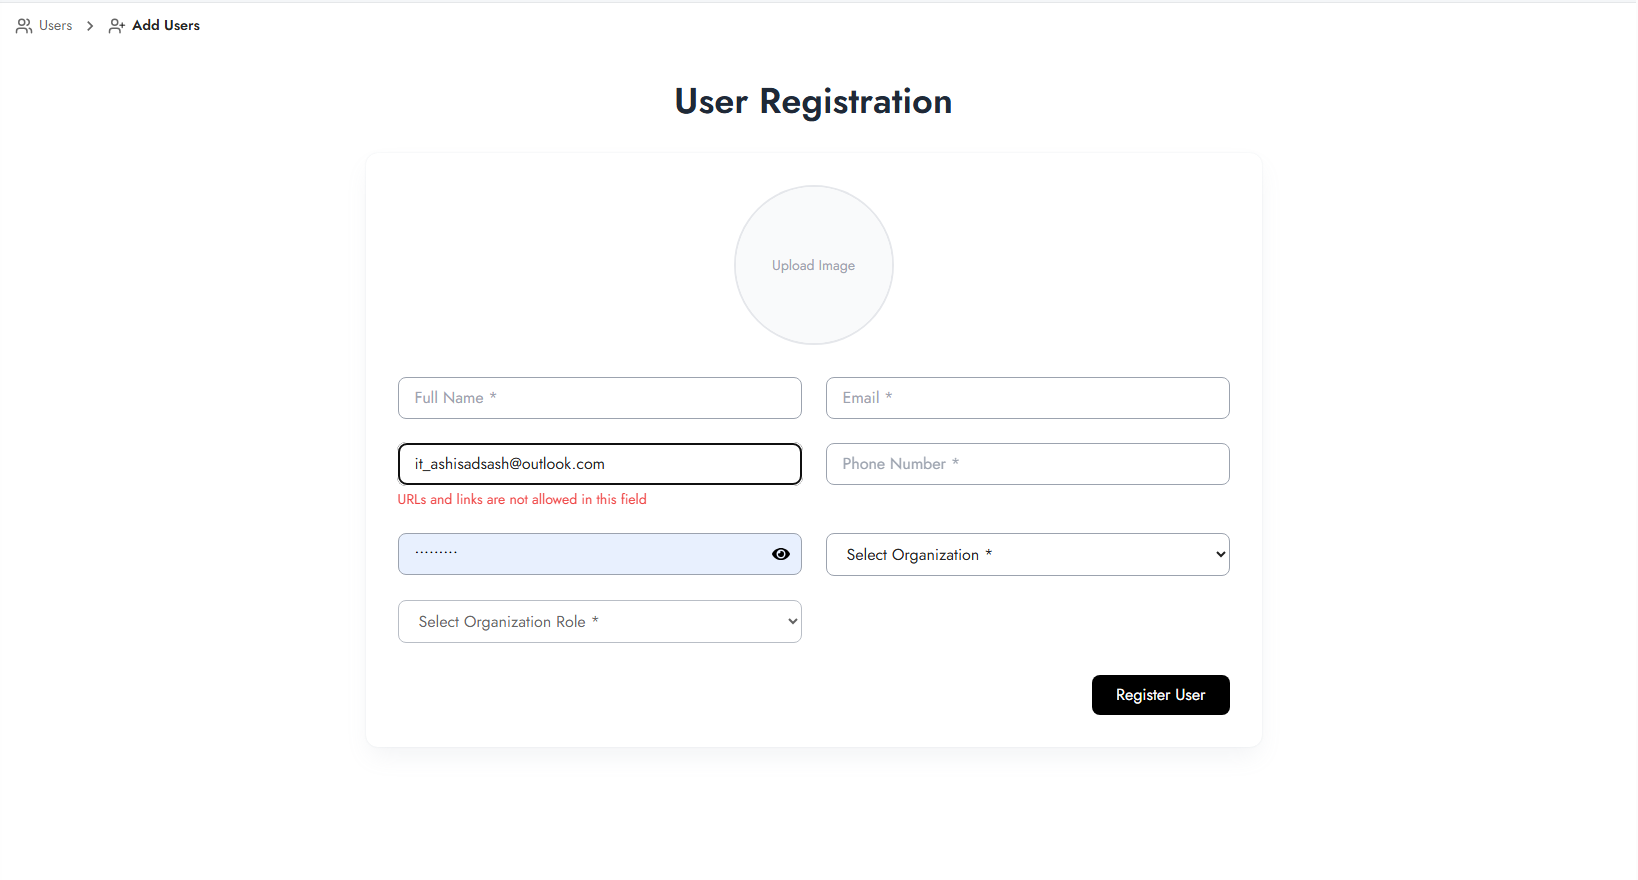 Users > Add Users
User Registration
Upload Image
Full Name *
Email *
it_ashisadsash@outlook.com
Phone Number *
URLs and links are not allowed in this field
·········
Select Organization *
Select Organization Role *
Register User